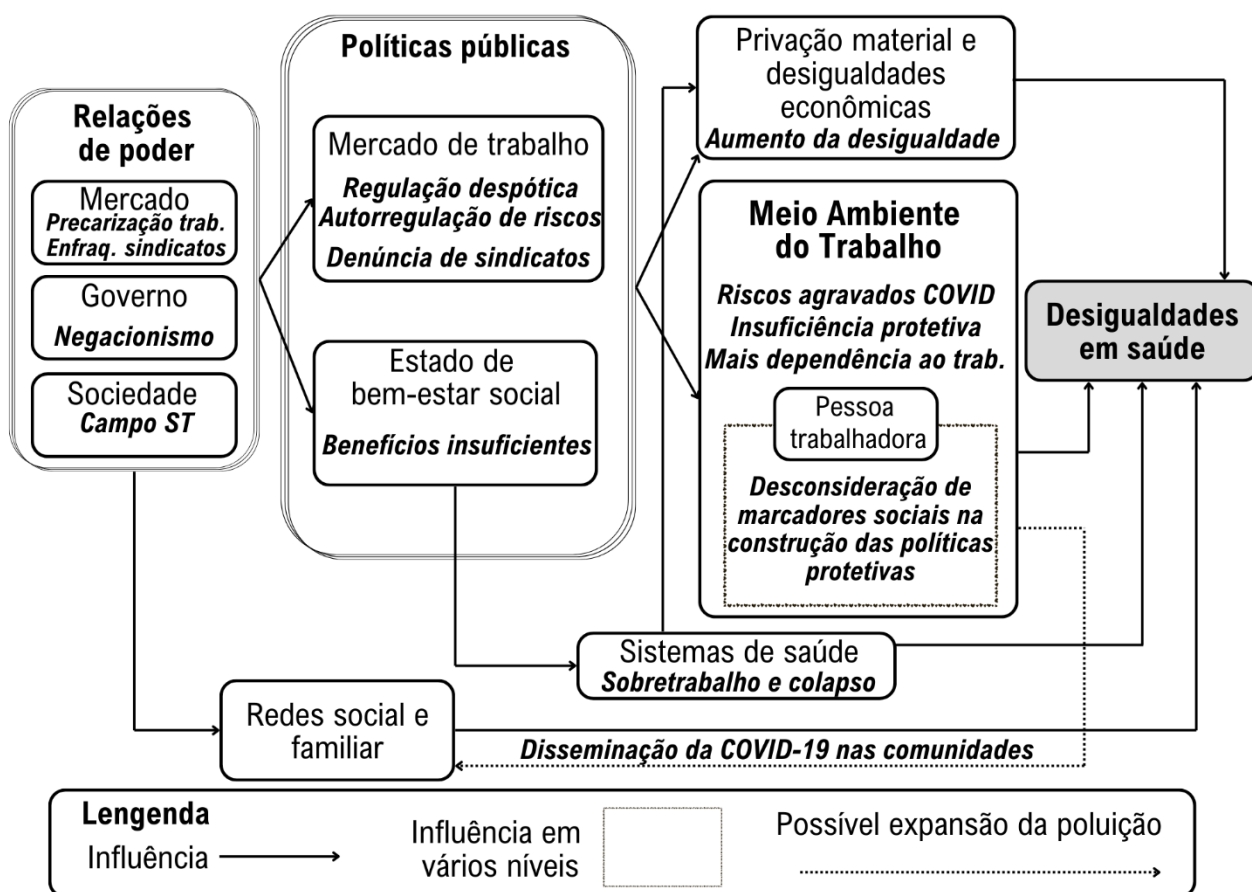 Relações
de poder
Mercado
Precarização trab.
Enfraq. sindicatos
Governo
Negacionismo
Sociedade
Campo ST
Políticas públicas
Mercado de trabalho
Regulação despótica
Autorregulação de riscos
Denúncia de sindicatos
Estado de
bem-estar social
Benefícios insuficientes
Privação material e
desigualdades
econômicas
Aumento da desigualdade
Meio Ambiente
do Trabalho
Riscos agravados COVID
Insuficiência protetiva
Mais dependência ao trab.
Pessoa
trabalhadora
Desconsideração de
marcadores sociais na
construção das políticas
protetivas
Desigualdades
em saúde
Sistemas de saúde
Sobretrabalho e colapso
Redes social e
familiar
Disseminação da COVID-19 nas comunidades
Lengenda
Influência
Influência em
vários níveis
Possível expansão da poluição